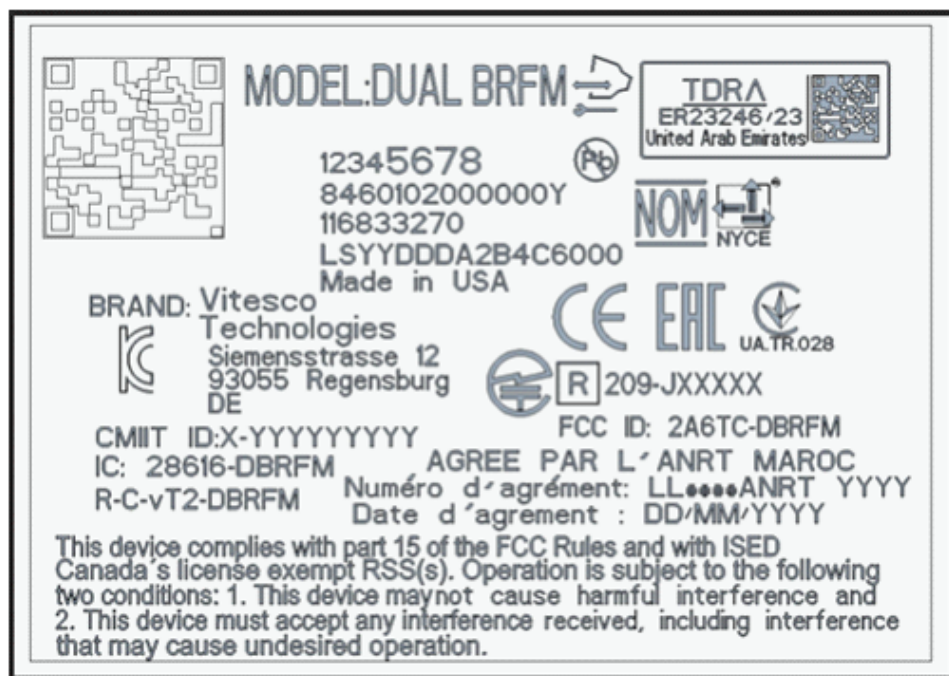 MODEL:DUAL BRFM
TDRA
ER23246/23
United Arab Emirates
12345678
Pb
8460102000000Y
116833270
LSYYDDDA2B4C6000
Made in USA
NOM
NYCE
BRAND: Vitesco
Technologies
Siemensstrasse 12
93055 Regensburg
DE
CE EAC
UA.TR.028
R 209-JXXXXX
FCC ID: 2A6TC-DBRFM
CMIIT ID:X-YYYYYYYYY
IC: 28616-DBRFM
R-C-vT2-DBRFM
AGREE PAR L´ANRT MAROC
Numéro d´agrément: LL●●●●ANRT YYYY
Date d´agrement : DD/MM/YYYY
This device complies with part 15 of the FCC Rules and with ISED
Canada´s license exempt RSS(s). Operation is subject to the following
two conditions: 1. This device maynot cause harmful interference and
2. This device must accept any interference received, including interference
that may cause undesired operation.